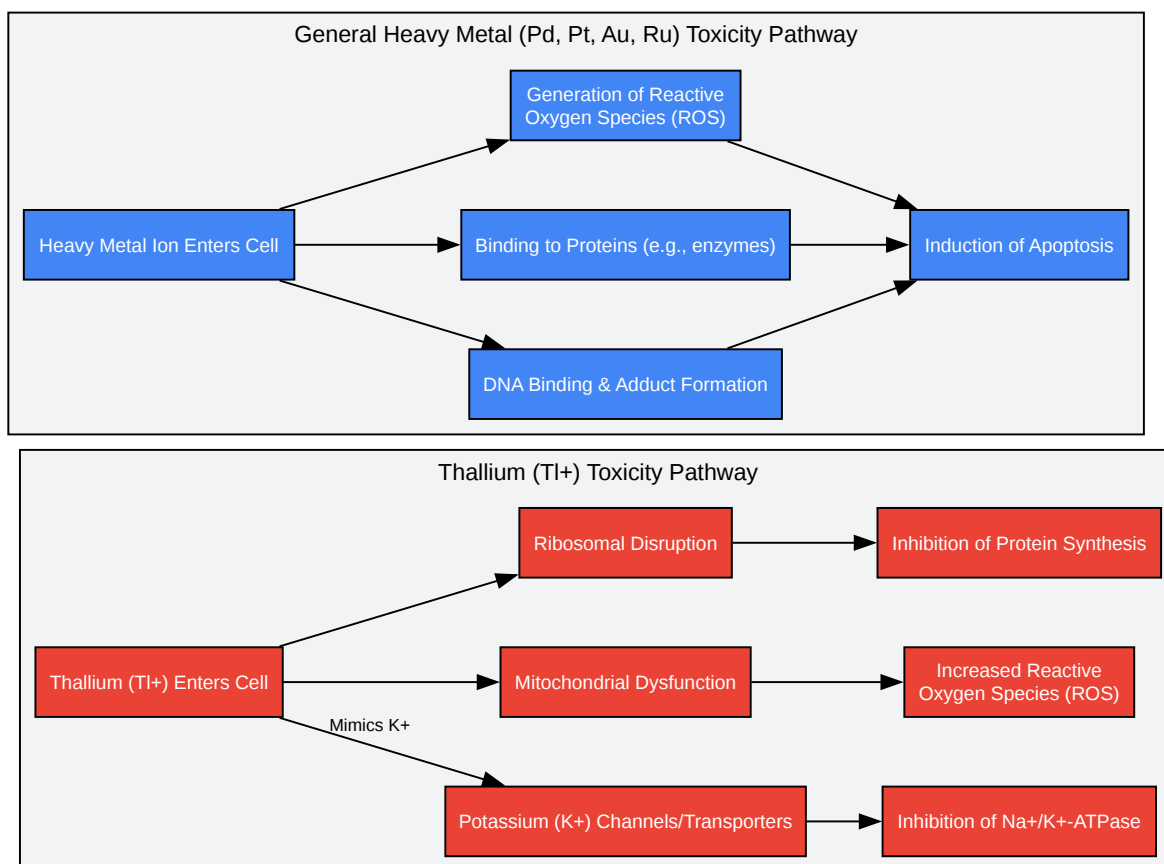 General Heavy Metal (Pd, Pt, Au, Ru) Toxicity Pathway
Generation of Reactive
Oxygen Species (ROS)
Heavy Metal Ion Enters Cell
Binding to Proteins (e.g., enzymes)
Induction of Apoptosis
DNA Binding & Adduct Formation
Thallium (Tl+) Toxicity Pathway
Ribosomal Disruption
Inhibition of Protein Synthesis
Thallium (Tl+) Enters Cell
Mitochondrial Dysfunction
Increased Reactive
Oxygen Species (ROS)
Mimics K+
Potassium (K+) Channels/Transporters
Inhibition of Na+/K+-ATPase